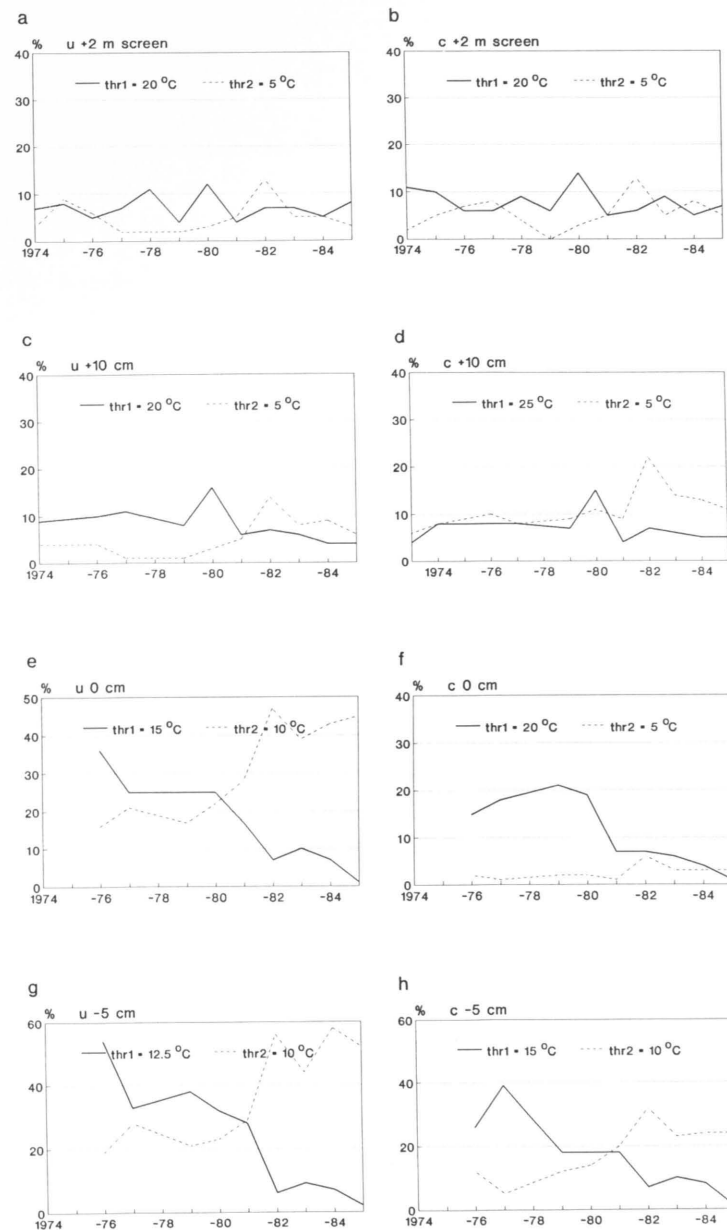 a
% u +2 m screen
40
30
20
10
0
thr1 = 20 °C thr2 = 5 °C
1974 -76 -78 -80 -82 -84
b
% c +2 m screen
40
30
20
10
0
thr1 = 20 °C thr2 = 5 °C
1974 -76 -78 -80 -82 -84
c
% u +10 cm
40
30
20
10
0
thr1 = 20 °C thr2 = 5 °C
1974 -76 -78 -80 -82 -84
d
% c +10 cm
40
30
20
10
0
thr1 = 25 °C thr2 = 5 °C
1974 -76 -78 -80 -82 -84
e
% u 0 cm
50
40
30
20
10
0
thr1 = 15 °C thr2 = 10 °C
1974 -76 -78 -80 -82 -84
f
% c 0 cm
40
30
20
10
0
thr1 = 20 °C thr2 = 5 °C
1974 -76 -78 -80 -82 -84
g
% u -5 cm
60
40
20
0
thr1 = 12.5 °C thr2 = 10 °C
1974 -76 -78 -80 -82 -84
h
% c -5 cm
60
40
20
0
thr1 = 15 °C thr2 = 10 °C
1974 -76 -78 -80 -82 -84